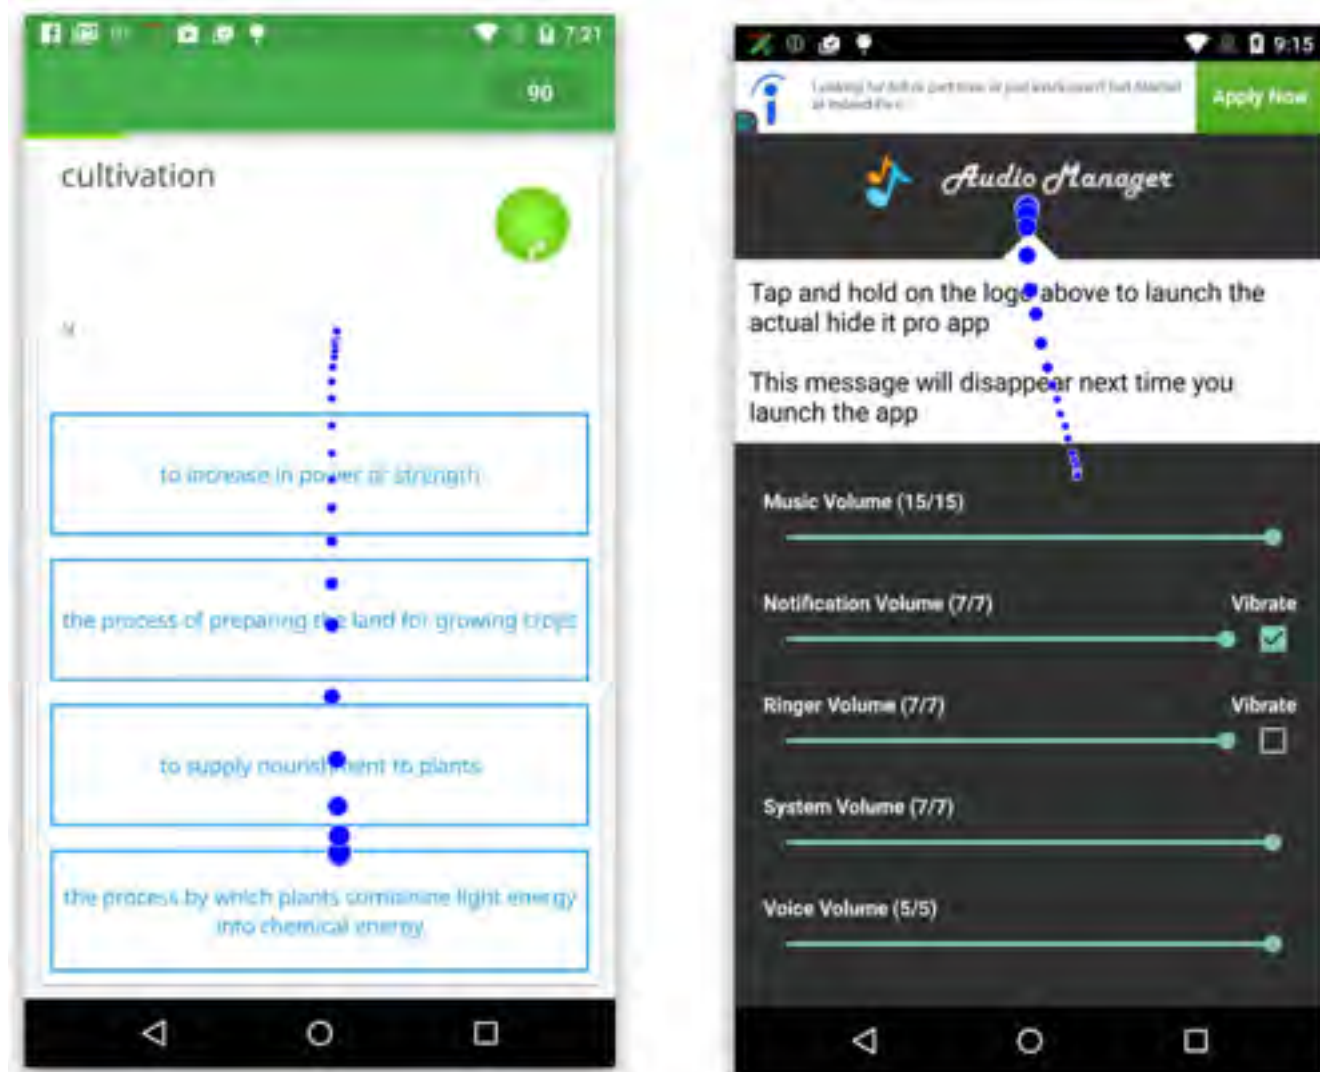 7:21
90
cultivation
to increase in power or strength
the process of preparing the land for growing crops
to supply nourishment to plants
the process by which plants combinine light energy
into chemical energy
9:15
Apply Now
Audio Manager
Tap and hold on the logo above to launch the
actual hide it pro app
This message will disappear next time you
launch the app
Music Volume (15/15)
Notification Volume (7/7)
Vibrate
Ringer Volume (7/7)
Vibrate
System Volume (7/7)
Voice Volume (5/5)